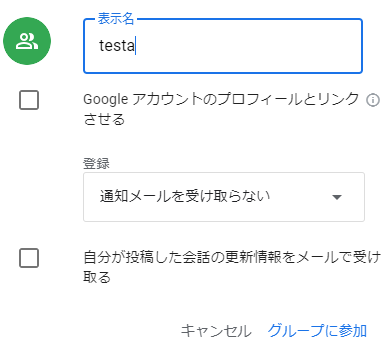 表示名
testa
Google アカウントのプロフィールとリンク
させる
登録
通知メールを受け取らない
自分が投稿した会話の更新情報をメールで受け
取る
キャンセル グループに参加